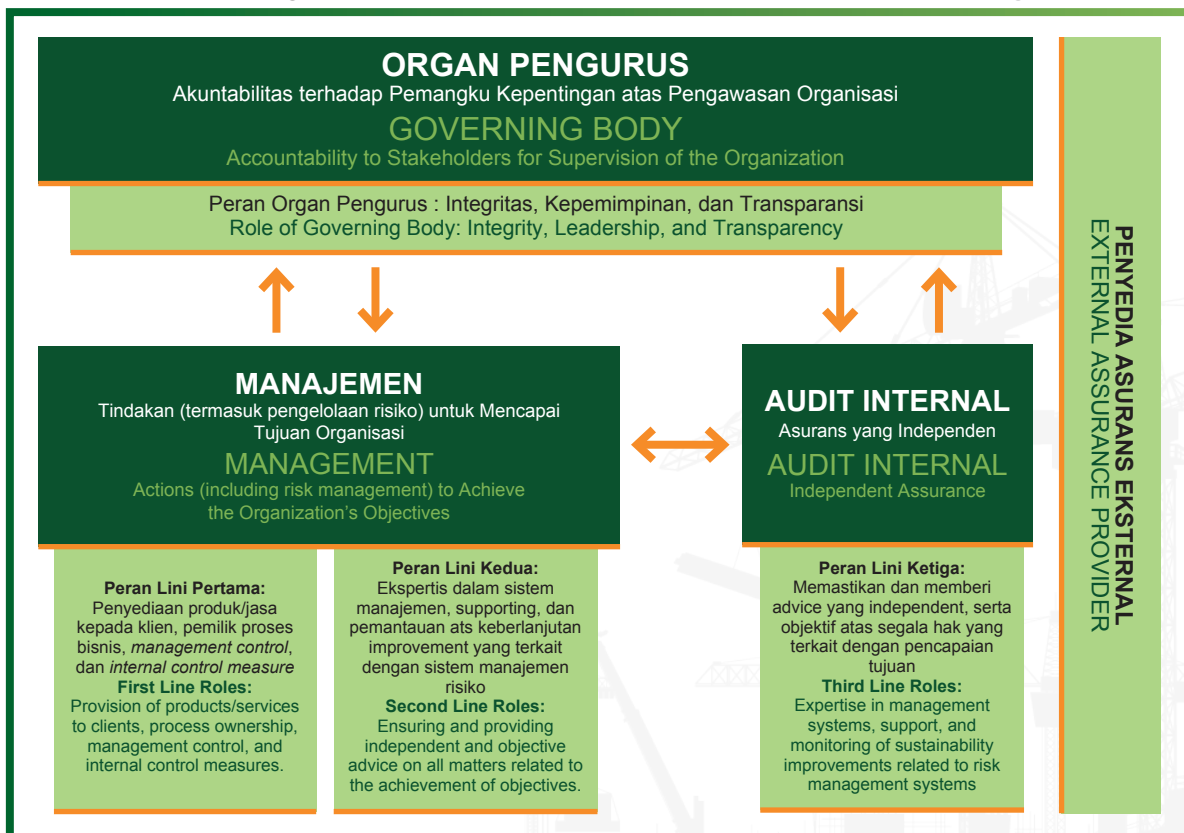 ORGAN PENGURUS
Akuntabilitas terhadap Pemangku Kepentingan atas Pengawasan Organisasi
GOVERNING BODY
Accountability to Stakeholders for Supervision of the Organization
Peran Organ Pengurus : Integritas, Kepemimpinan, dan Transparansi
Role of Governing Body: Integrity, Leadership, and Transparency
MANAJEMEN
Tindakan (termasuk pengelolaan risiko) untuk Mencapai
Tujuan Organisasi
MANAGEMENT
Actions (including risk management) to Achieve
the Organization's Objectives
Peran Lini Pertama:
Penyediaan produk/jasa
kepada klien, pemilik proses
bisnis, management control,
dan internal control measure
First Line Roles:
Provision of products/services
to clients, process ownership,
management control, and
internal control measures.
Peran Lini Kedua:
Ekspertis dalam sistem
manajemen, supporting, dan
pemantauan ats keberlanjutan
improvement yang terkait
dengan sistem manajemen
risiko
Second Line Roles:
Ensuring and providing
independent and objective
advice on all matters related to
the achievement of objectives.
AUDIT INTERNAL
Asurans yang Independen
AUDIT INTERNAL
Independent Assurance
Peran Lini Ketiga:
Memastikan dan memberi
advice yang independent, serta
objektif atas segala hak yang
terkait dengan pencapaian
tujuan
Third Line Roles:
Expertise in management
systems, support, and
monitoring of sustainability
improvements related to risk
management systems
PENYEDIA ASURANS EKSTERNAL
EXTERNAL ASSURANCE PROVIDER